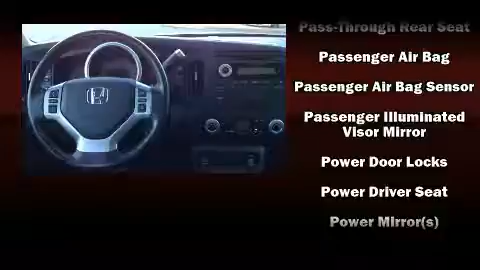 Pass-Through Rear Seat
Passenger Air Bag
Passenger Air Bag Sensor
Passenger Illuminated
Visor Mirror
Power Door Locks
Power Driver Seat
Power Mirror(s)